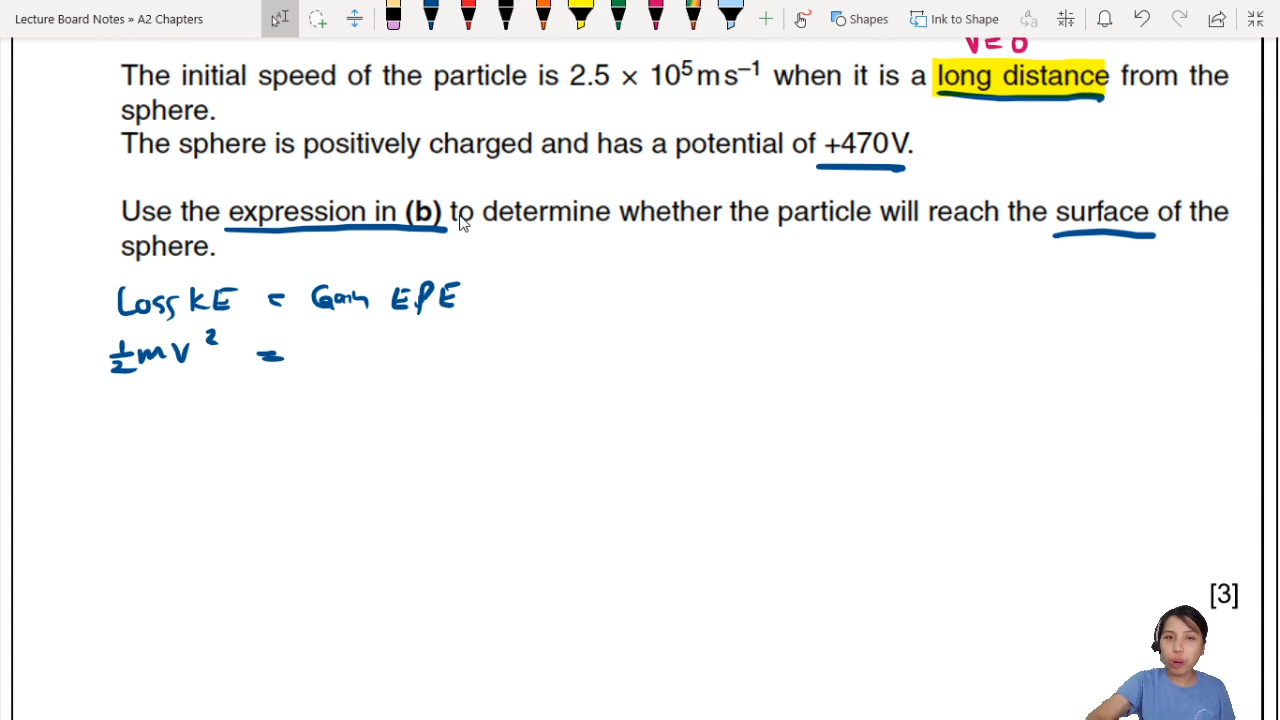 Lecture Board Notes » A2 Chapters
Shapes
Ink to Shape
V = 0
The initial speed of the particle is 2.5 × 10⁵ m s⁻¹ when it is a long distance from the
sphere.
The sphere is positively charged and has a potential of +470 V.
Use the expression in (b) to determine whether the particle will reach the surface of the
sphere.
Loss KE = Gain EPE
½mv² =
[3]